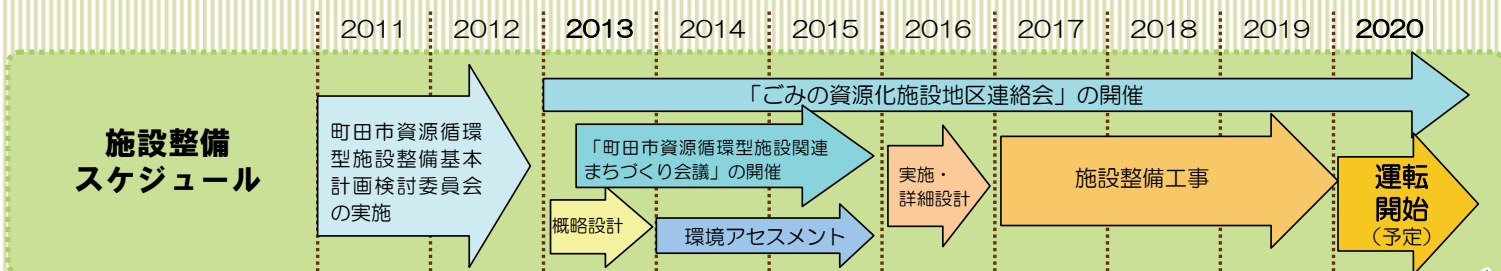 2011 2012 2013 2014 2015 2016 2017 2018 2019 2020
施設整備
スケジュール
町田市資源循環
型施設整備基本
計画検討委員会
の実施
「ごみの資源化施設地区連絡会」の開催
「町田市資源循環型施設関連
まちづくり会議」の開催
概略設計
環境アセスメント
実施・
詳細設計
施設整備工事
運転
開始
（予定）